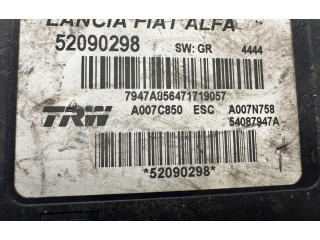 LANCIA FIAT ALFA
52090298 SW: GR 4444
7947A856471719057
A007C850 ESC A007N758
TRW 54087947A
*52090298*